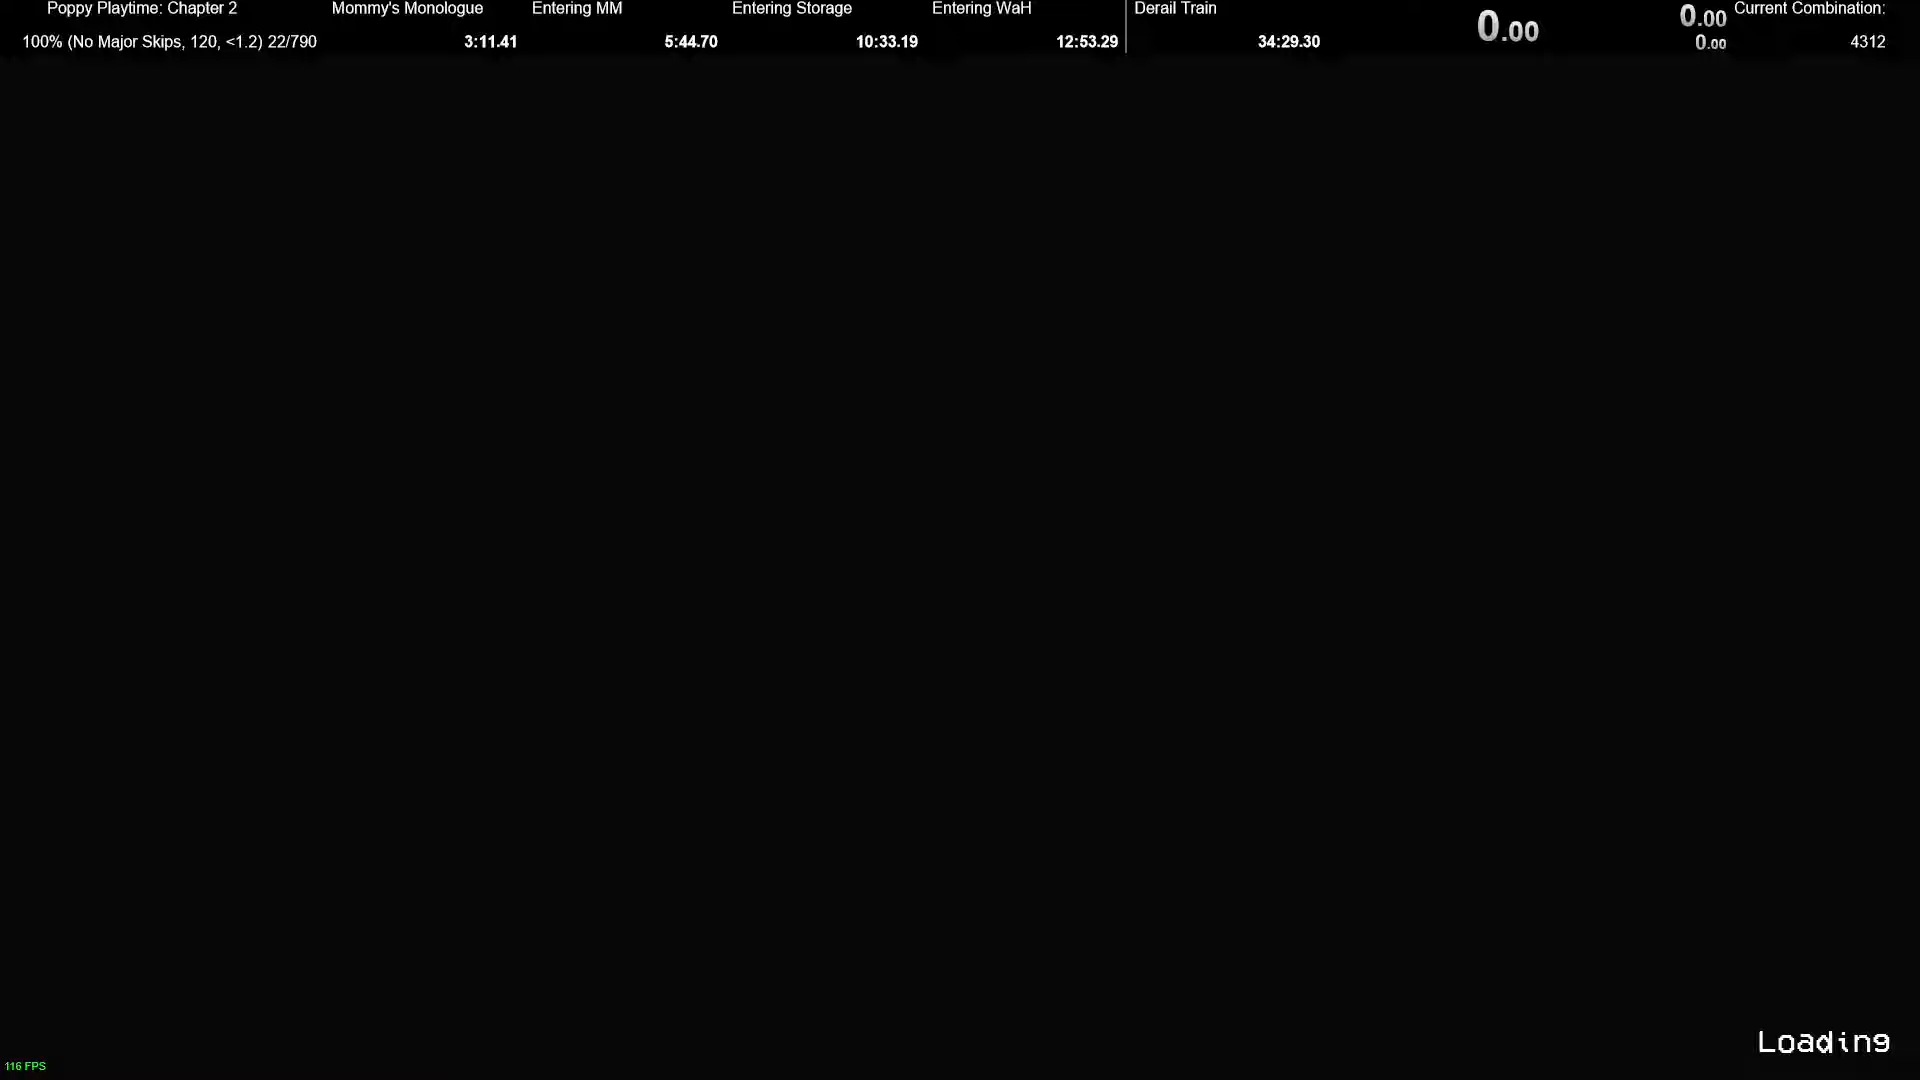 Poppy Playtime: Chapter 2
100% (No Major Skips, 120, <1.2) 22/790
Mommy's Monologue
3:11.41
Entering MM
5:44.70
Entering Storage
10:33.19
Entering WaH
12:53.29
Derail Train
34:29.30
0.00
0.00
0.00
Current Combination:
4312
Loading
116 FPS